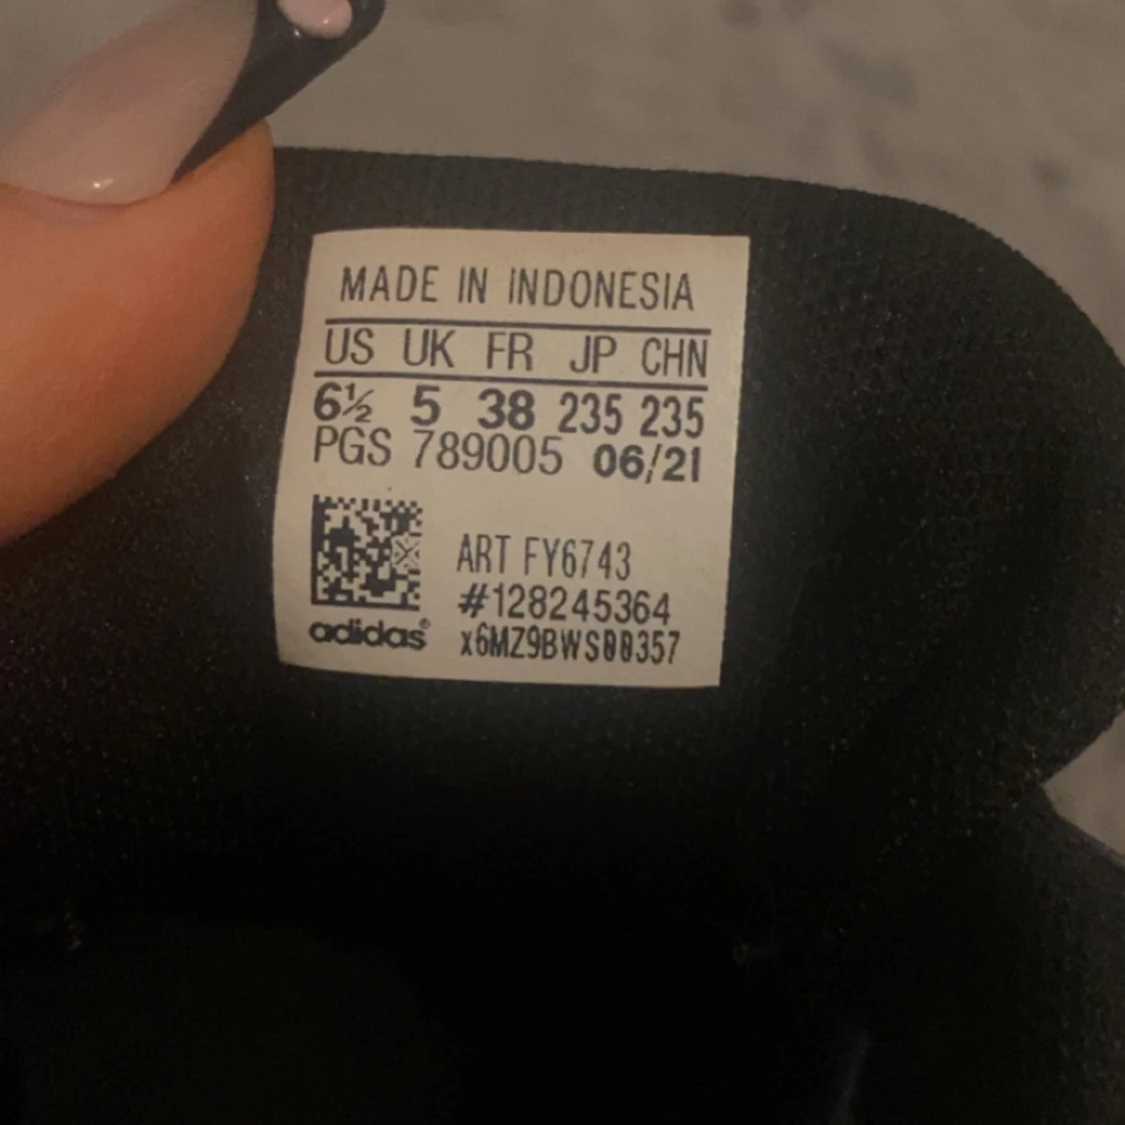 MADE IN INDONESIA
US UK FR JP CHN
6½ 5 38 235 235
PGS 789005 06/21
ART FY6743
#128245364
adidas® x6MZ9BWS00357